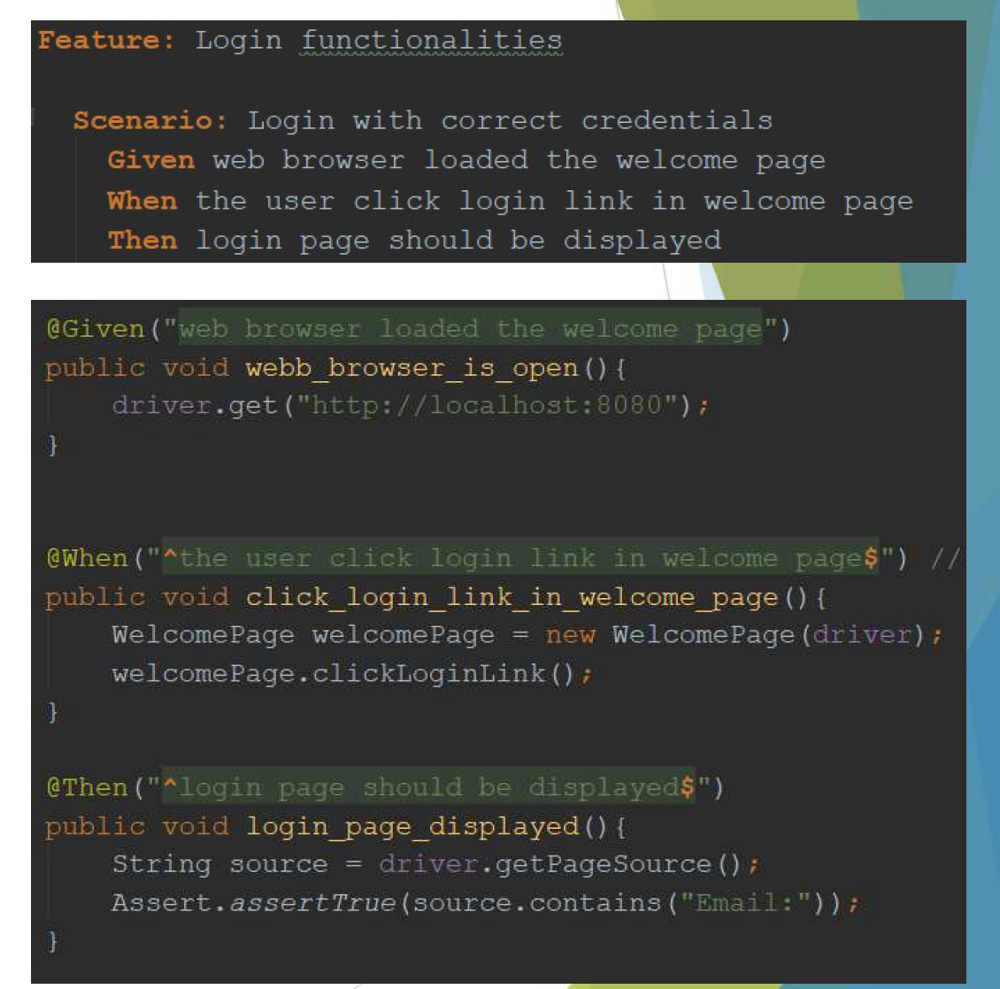 Feature: Login functionalities
Scenario: Login with correct credentials
Given web browser loaded the welcome page
When the user click login link in welcome page
Then login page should be displayed
@Given("web browser loaded the welcome page")
public void webb_browser_is_open(){
driver.get("http://localhost:8080");
}
@When("^the user click login link in welcome page$") //
public void click_login_link_in_welcome_page(){
WelcomePage welcomePage = new WelcomePage(driver);
welcomePage.clickLoginLink();
}
@Then("^login page should be displayed$")
public void login_page_displayed(){
String source = driver.getPageSource();
Assert.assertTrue(source.contains("Email:"));
}